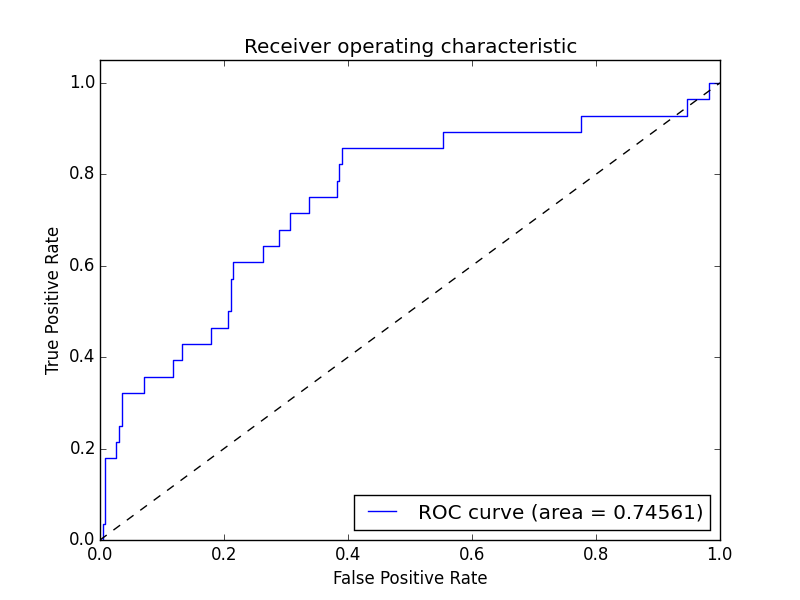 Receiver operating characteristic
True Positive Rate
1.0
0.8
0.6
0.4
0.2
0.0
ROC curve (area = 0.74561)
0.0 0.2 0.4 0.6 0.8 1.0
False Positive Rate